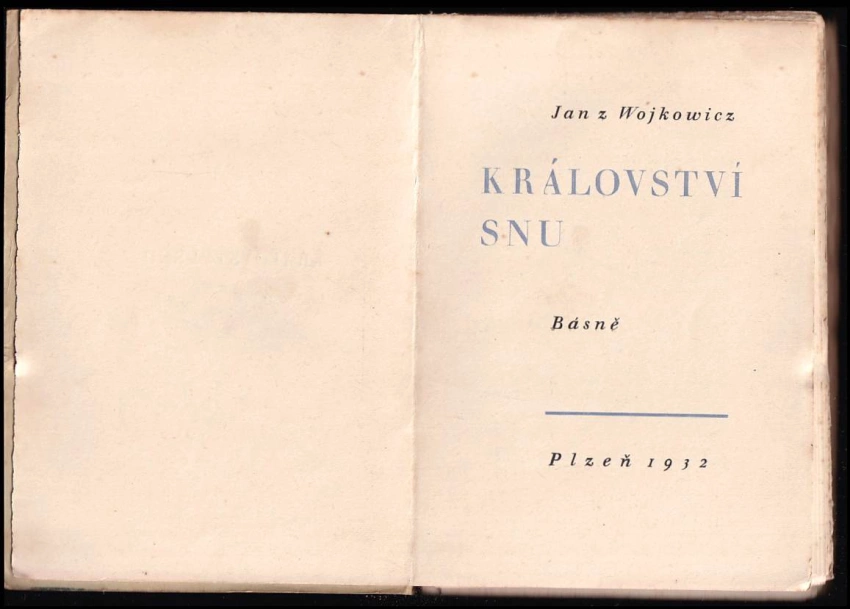 Jan z Wojkowicz
KRÁLOVSTVÍ
SNU
Básně
Plzeň 1932